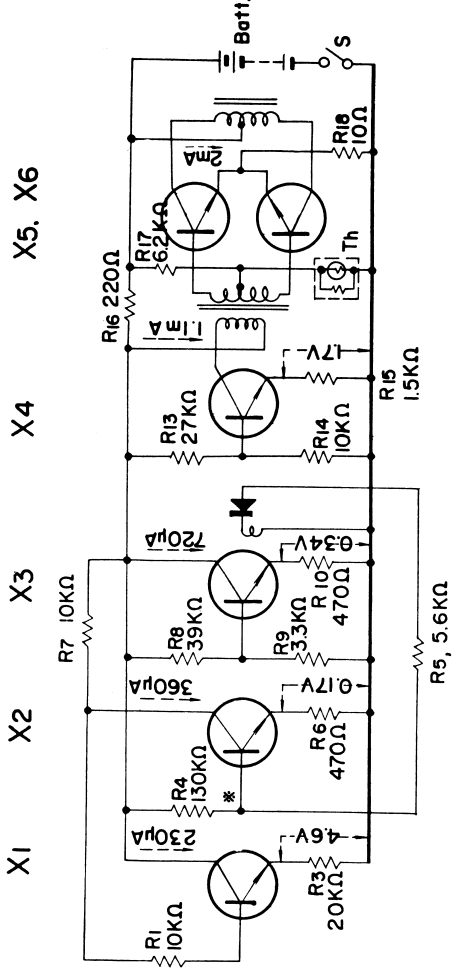 X1
X2
X3
X4
X5, X6
R7 10KΩ
R16 220Ω
Batt.
S
R1
10KΩ
230μA
R4
130KΩ
※
360μA
R8
39KΩ
720μA
R13
27KΩ
1.1mA
R17
6.2KΩ
2mA
4.6V
R3
20KΩ
0.17V
R6
470Ω
R9
3.3KΩ
0.34V
R10
470Ω
R14
10KΩ
1.7V
R15
1.5KΩ
Th
R18
10Ω
R5, 5.6KΩ